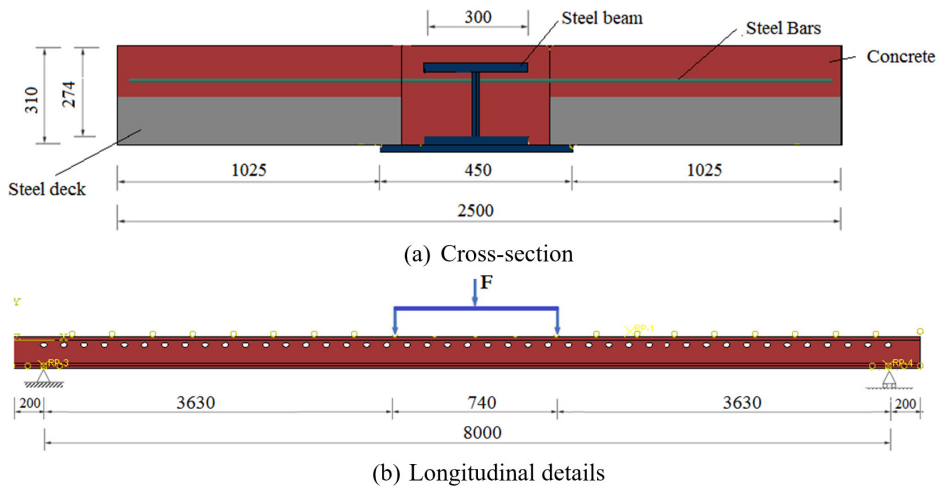 300
Steel beam
Steel Bars
Concrete
310
274
Steel deck
1025
450
1025
2500
(a) Cross-section
F
Y
Z
X
RP-1
RP-3
RP-4
200
3630
740
3630
200
8000
(b) Longitudinal details